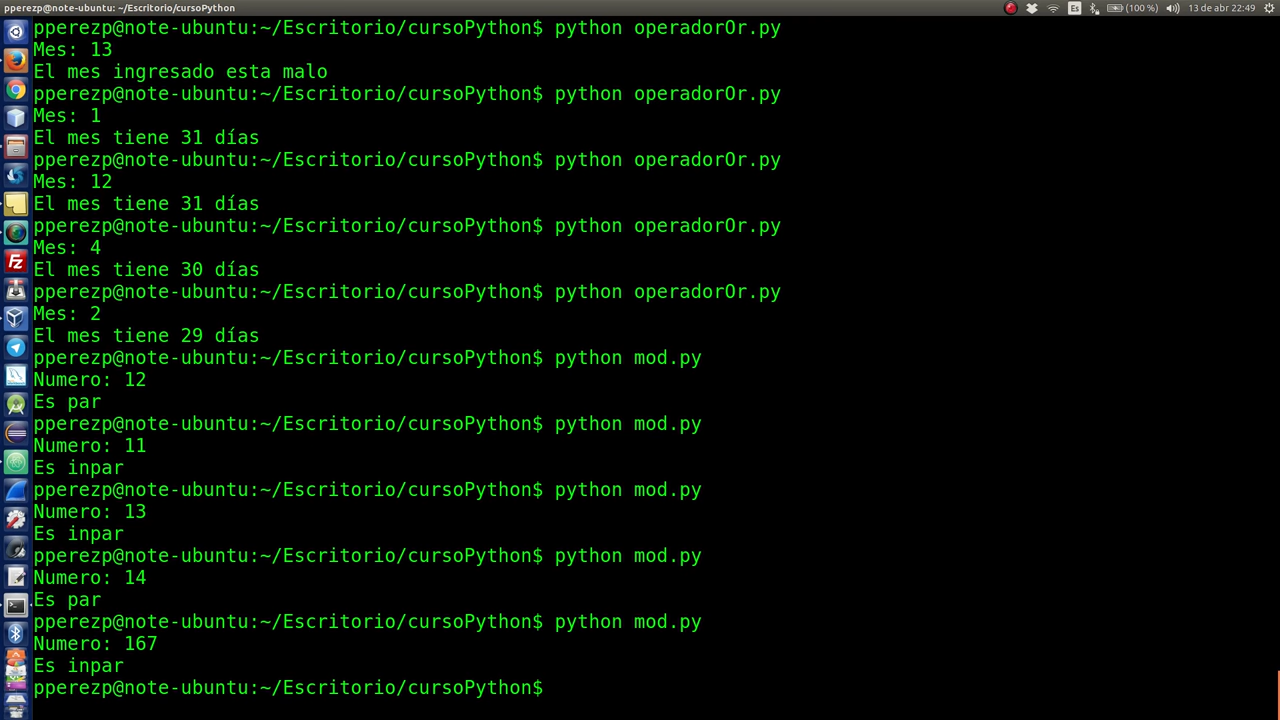 pperezp@note-ubuntu: ~/Escritorio/cursoPython
Es
(100 %)
13 de abr 22:49
pperezp@note-ubuntu:~/Escritorio/cursoPython$ python operadorOr.py
Mes: 13
El mes ingresado esta malo
pperezp@note-ubuntu:~/Escritorio/cursoPython$ python operadorOr.py
Mes: 1
El mes tiene 31 días
pperezp@note-ubuntu:~/Escritorio/cursoPython$ python operadorOr.py
Mes: 12
El mes tiene 31 días
pperezp@note-ubuntu:~/Escritorio/cursoPython$ python operadorOr.py
Mes: 4
El mes tiene 30 días
pperezp@note-ubuntu:~/Escritorio/cursoPython$ python operadorOr.py
Mes: 2
El mes tiene 29 días
pperezp@note-ubuntu:~/Escritorio/cursoPython$ python mod.py
Numero: 12
Es par
pperezp@note-ubuntu:~/Escritorio/cursoPython$ python mod.py
Numero: 11
Es inpar
pperezp@note-ubuntu:~/Escritorio/cursoPython$ python mod.py
Numero: 13
Es inpar
pperezp@note-ubuntu:~/Escritorio/cursoPython$ python mod.py
Numero: 14
Es par
pperezp@note-ubuntu:~/Escritorio/cursoPython$ python mod.py
Numero: 167
Es inpar
pperezp@note-ubuntu:~/Escritorio/cursoPython$
Fz